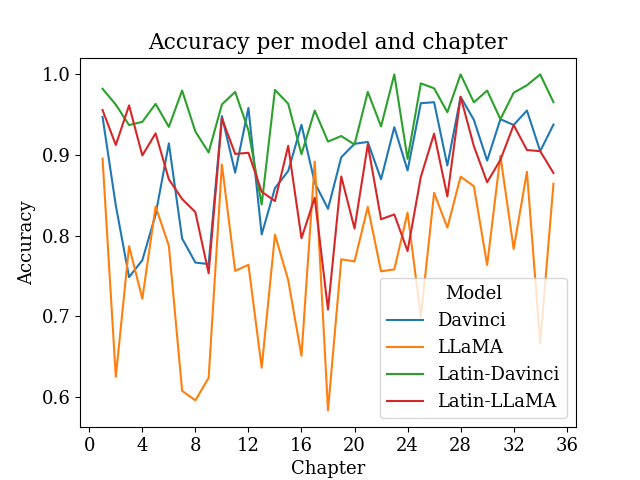 Accuracy per model and chapter
1.0
0.9
0.8
0.7
0.6
Accuracy
Model
Davinci
LLaMA
Latin-Davinci
Latin-LLaMA
0 4 8 12 16 20 24 28 32 36
Chapter